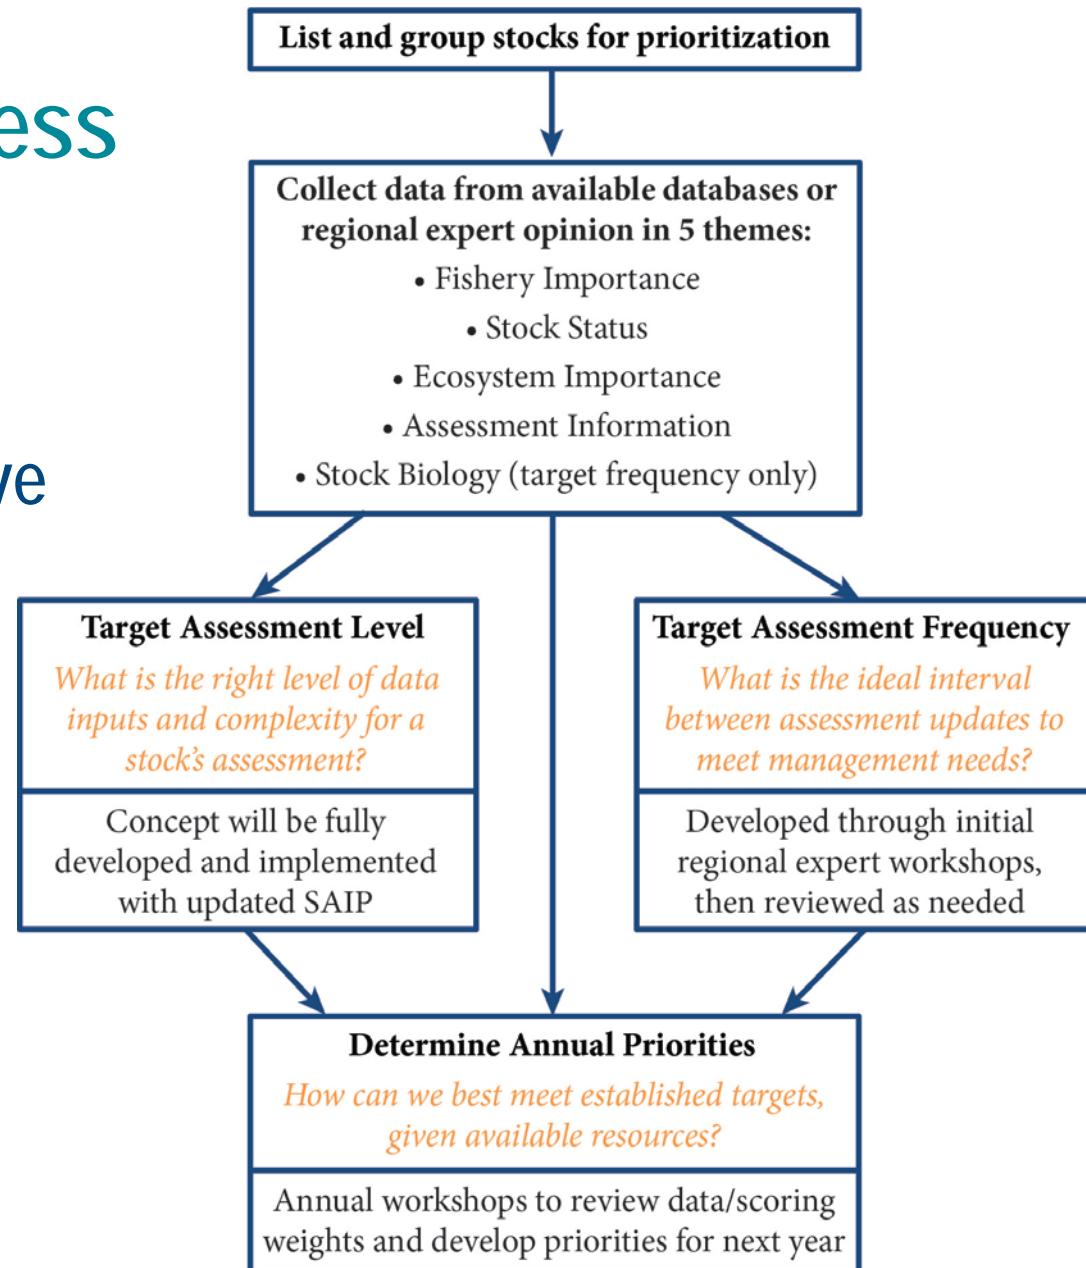 List and group stocks for prioritization
ess
Collect data from available databases or
regional expert opinion in 5 themes:
• Fishery Importance
• Stock Status
• Ecosystem Importance
• Assessment Information
ve
• Stock Biology (target frequency only)
Target Assessment Level
What is the right level of data
inputs and complexity for a
stock's assessment?
Concept will be fully
developed and implemented
with updated SAIP
Target Assessment Frequency
What is the ideal interval
between assessment updates to
meet management needs?
Developed through initial
regional expert workshops,
then reviewed as needed
Determine Annual Priorities
How can we best meet established targets,
given available resources?
Annual workshops to review data/scoring
weights and develop priorities for next year